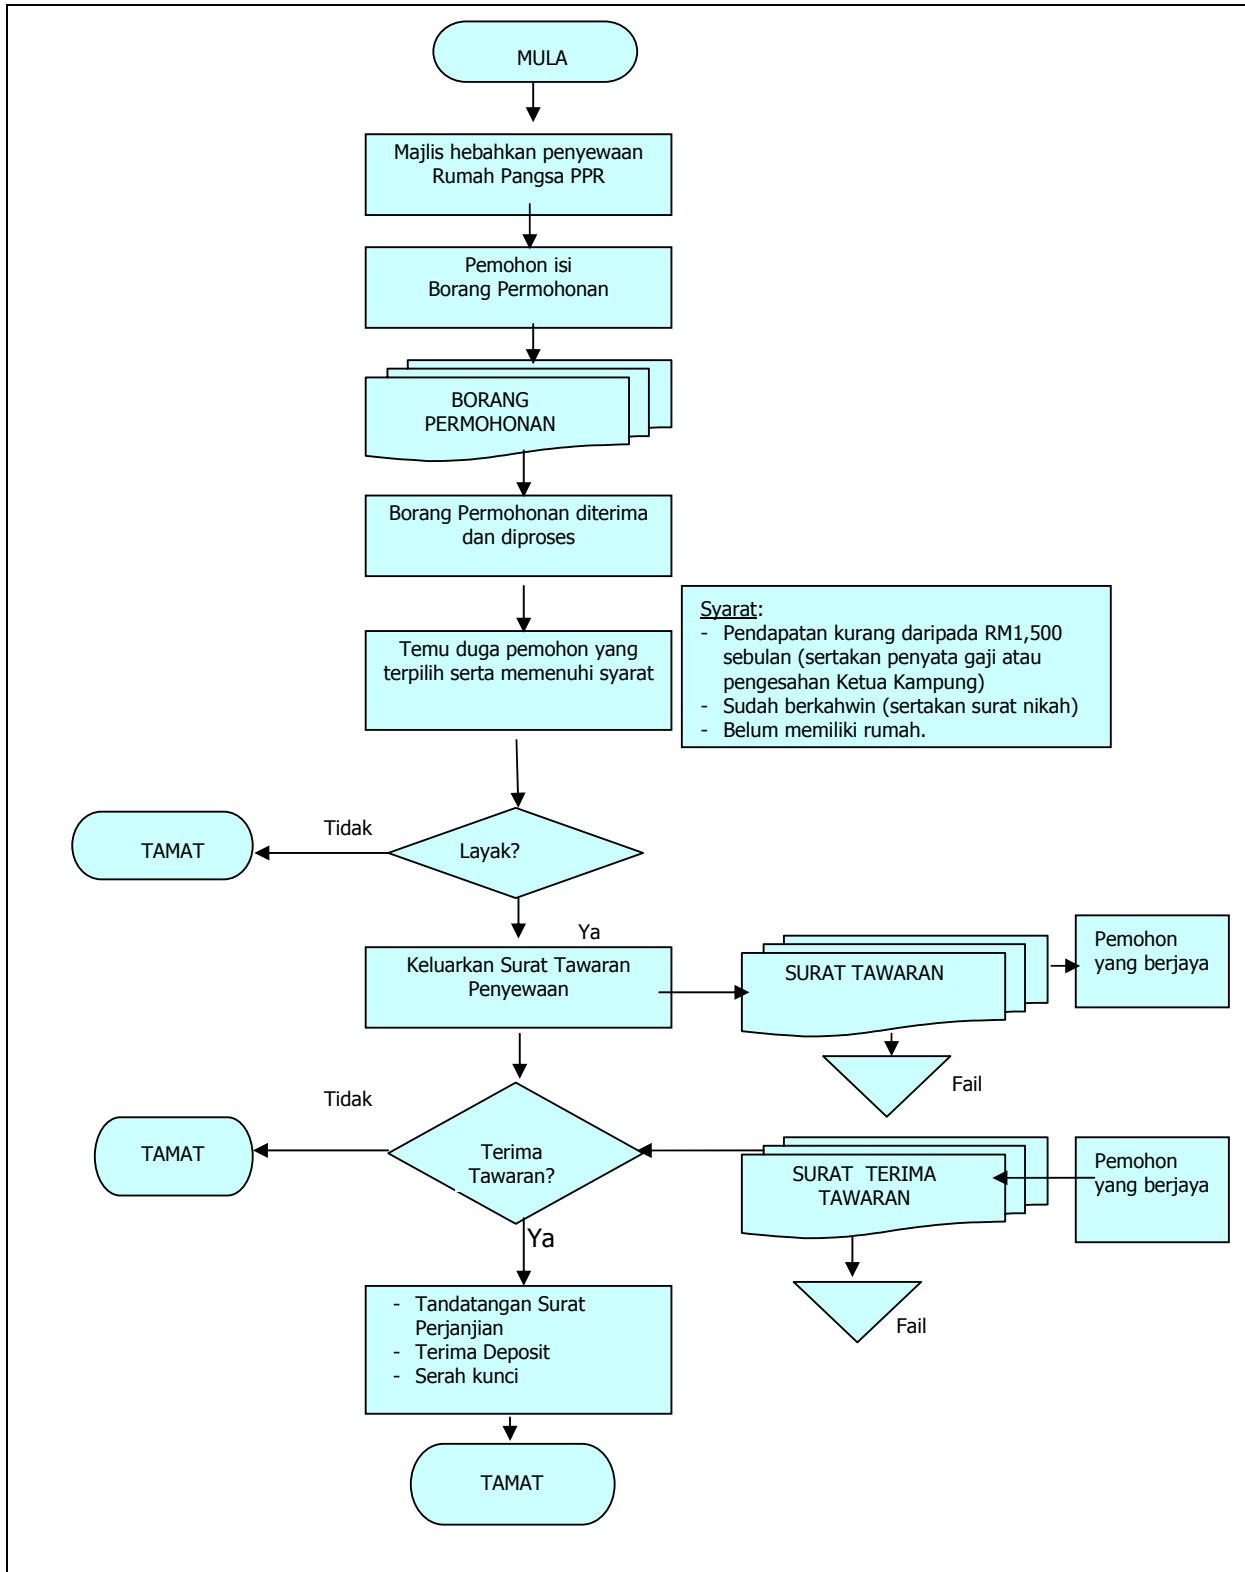 MULA
Majlis hebahkan penyewaan
Rumah Pangsa PPR
Pemohon isi
Borang Permohonan
BORANG
PERMOHONAN
Borang Permohonan diterima
dan diproses
Temu duga pemohon yang
terpilih serta memenuhi syarat
Syarat:
- Pendapatan kurang daripada RM1,500
sebulan (sertakan penyata gaji atau
pengesahan Ketua Kampung)
- Sudah berkahwin (sertakan surat nikah)
- Belum memiliki rumah.
Tidak
TAMAT
Layak?
Ya
Keluarkan Surat Tawaran
Penyewaan
SURAT TAWARAN
Pemohon
yang berjaya
Fail
Tidak
TAMAT
Terima
Tawaran?
SURAT  TERIMA
TAWARAN
Pemohon
yang berjaya
Ya
Fail
- Tandatangan Surat
Perjanjian
- Terima Deposit
- Serah kunci
TAMAT